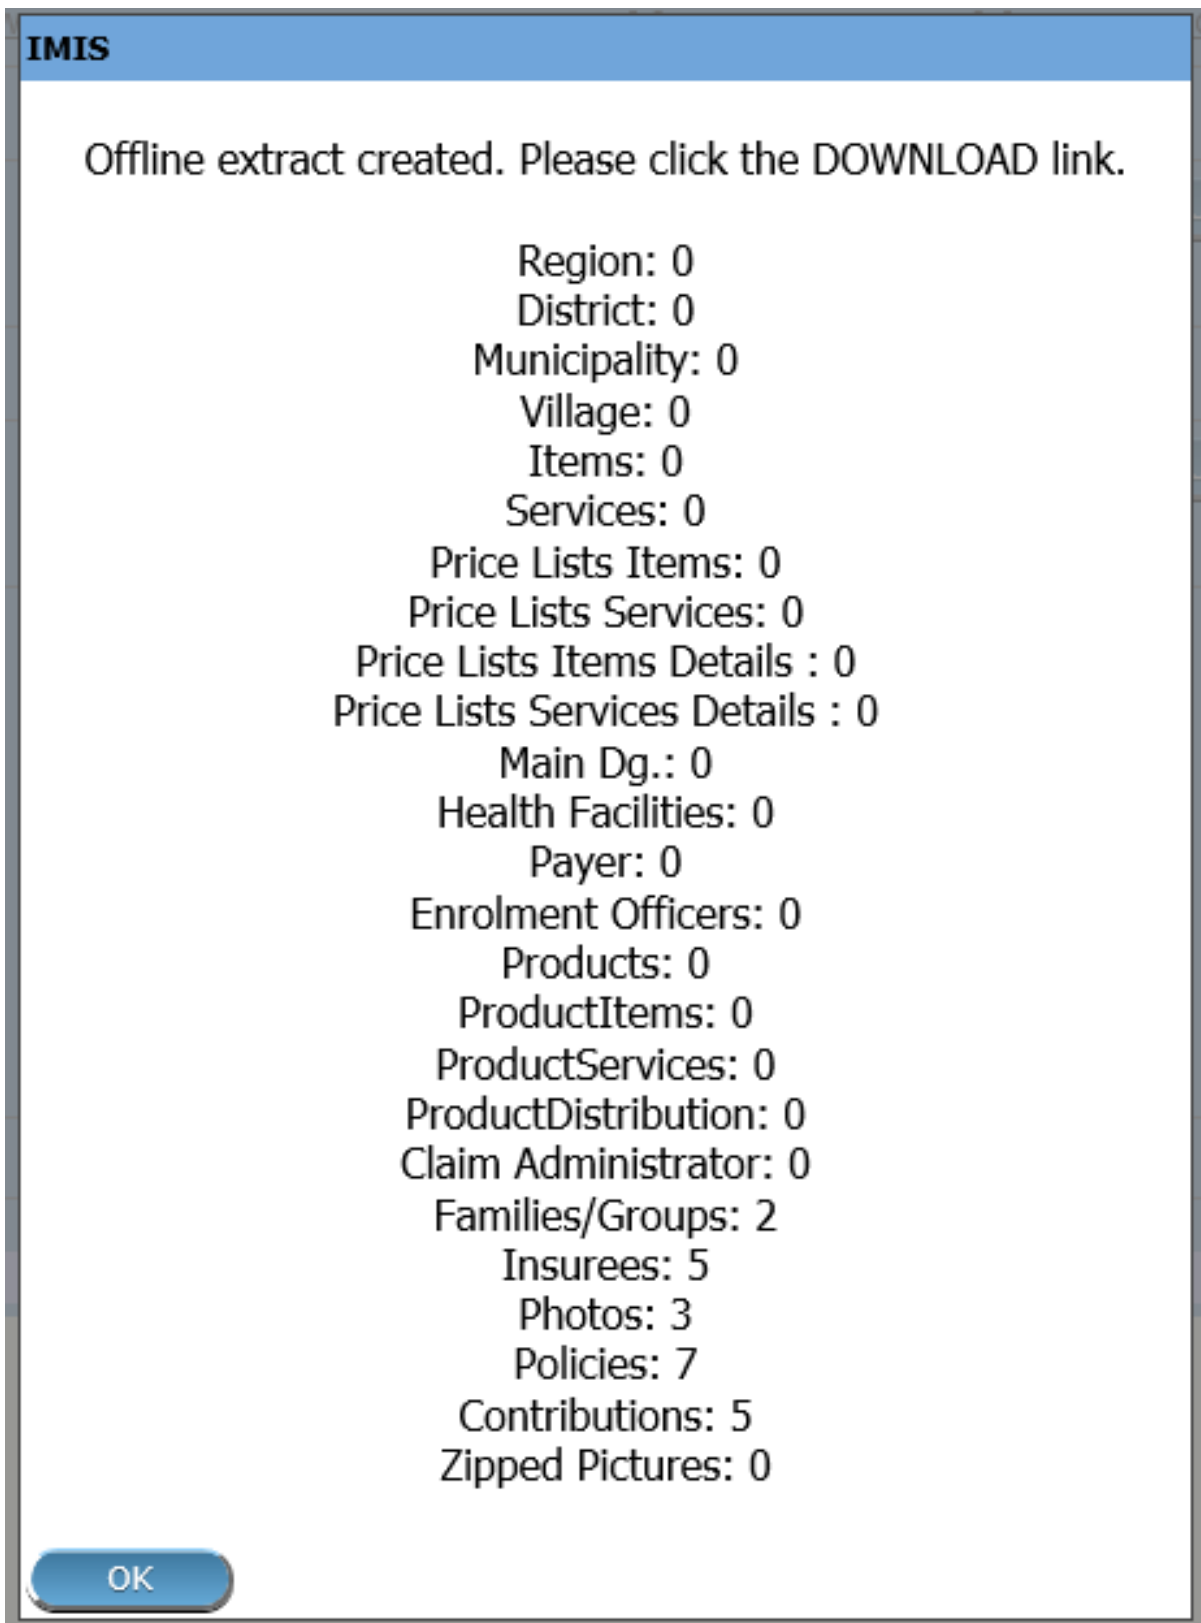 IMIS
Offline extract created. Please click the DOWNLOAD link.
Region: 0
District: 0
Municipality: 0
Village: 0
Items: 0
Services: 0
Price Lists Items: 0
Price Lists Services: 0
Price Lists Items Details : 0
Price Lists Services Details : 0
Main Dg.: 0
Health Facilities: 0
Payer: 0
Enrolment Officers: 0
Products: 0
ProductItems: 0
ProductServices: 0
ProductDistribution: 0
Claim Administrator: 0
Families/Groups: 2
Insurees: 5
Photos: 3
Policies: 7
Contributions: 5
Zipped Pictures: 0
OK